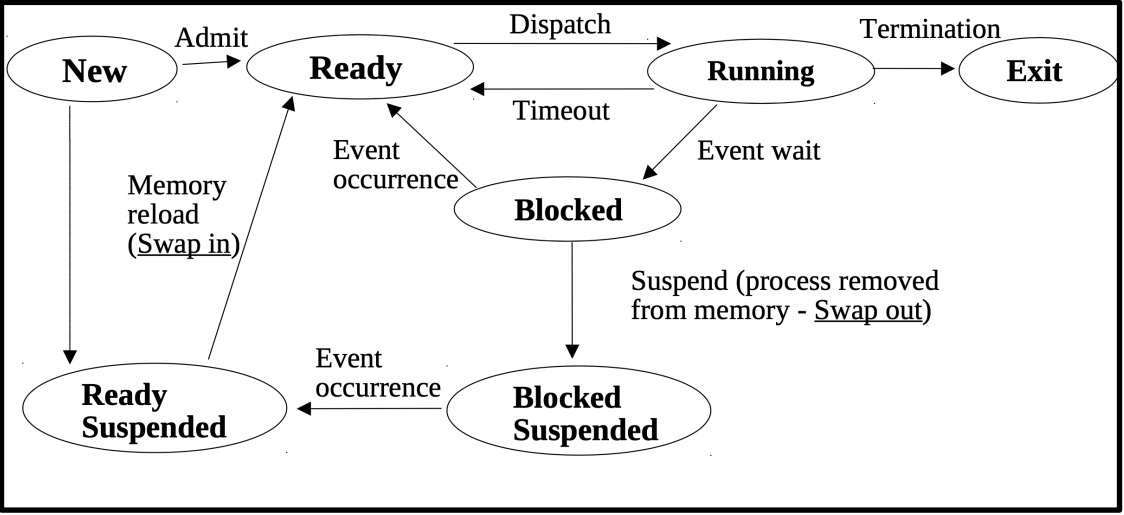 Admit
Dispatch
Termination
New
Ready
Running
Exit
Timeout
Event
occurrence
Event wait
Memory
reload
(Swap in)
Blocked
Suspend (process removed
from memory - Swap out)
Event
occurrence
Ready
Suspended
Blocked
Suspended